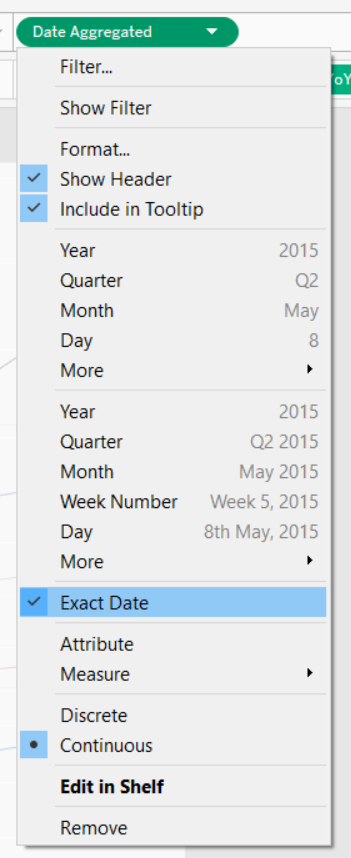 Date Aggregated
Filter...
oY
Show Filter
Format...
Show Header
Include in Tooltip
Year 2015
Quarter Q2
Month May
Day 8
More
Year 2015
Quarter Q2 2015
Month May 2015
Week Number Week 5, 2015
Day 8th May, 2015
More
Exact Date
Attribute
Measure
Discrete
Continuous
Edit in Shelf
Remove